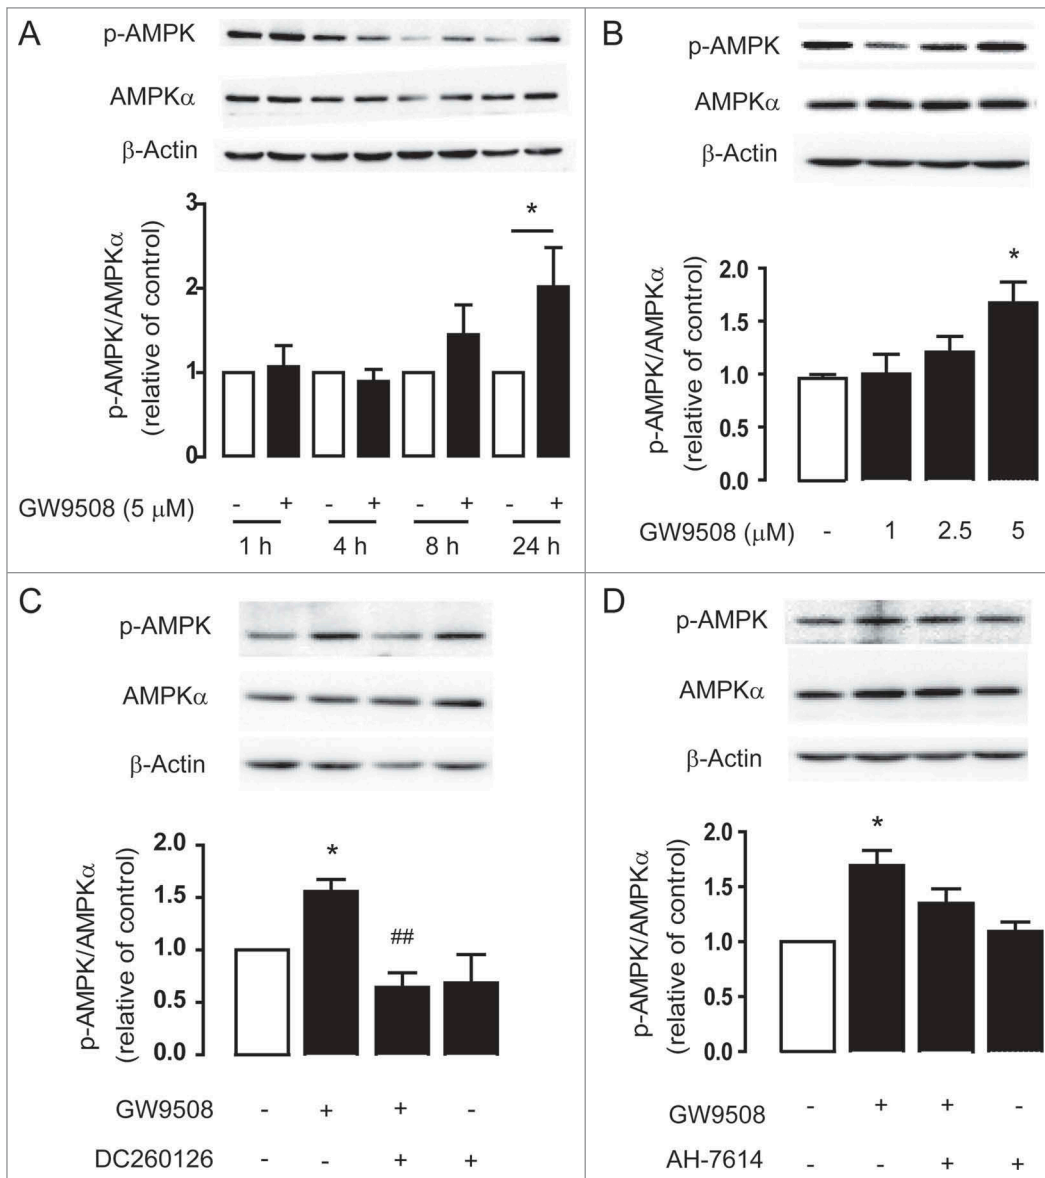 A
p-AMPK
AMPKα
β-Actin
p-AMPK/AMPKα
(relative of control)
3
2
1
0
*
GW9508 (5 μM)
- + - + - + - +
1 h 4 h 8 h 24 h
B
p-AMPK
AMPKα
β-Actin
p-AMPK/AMPKα
(relative of control)
2.0
1.5
1.0
0.5
0.0
*
GW9508 (μM) - 1 2.5 5
C
p-AMPK
AMPKα
β-Actin
p-AMPK/AMPKα
(relative of control)
2.0
1.0
0.5
0.0
*
##
GW9508 - + + -
DC260126 - - + +
D
p-AMPK
AMPKα
β-Actin
p-AMPK/AMPKα
(relative of control)
2.0
1.5
1.0
0.5
0.0
*
GW9508 - + + -
AH-7614 - - + +